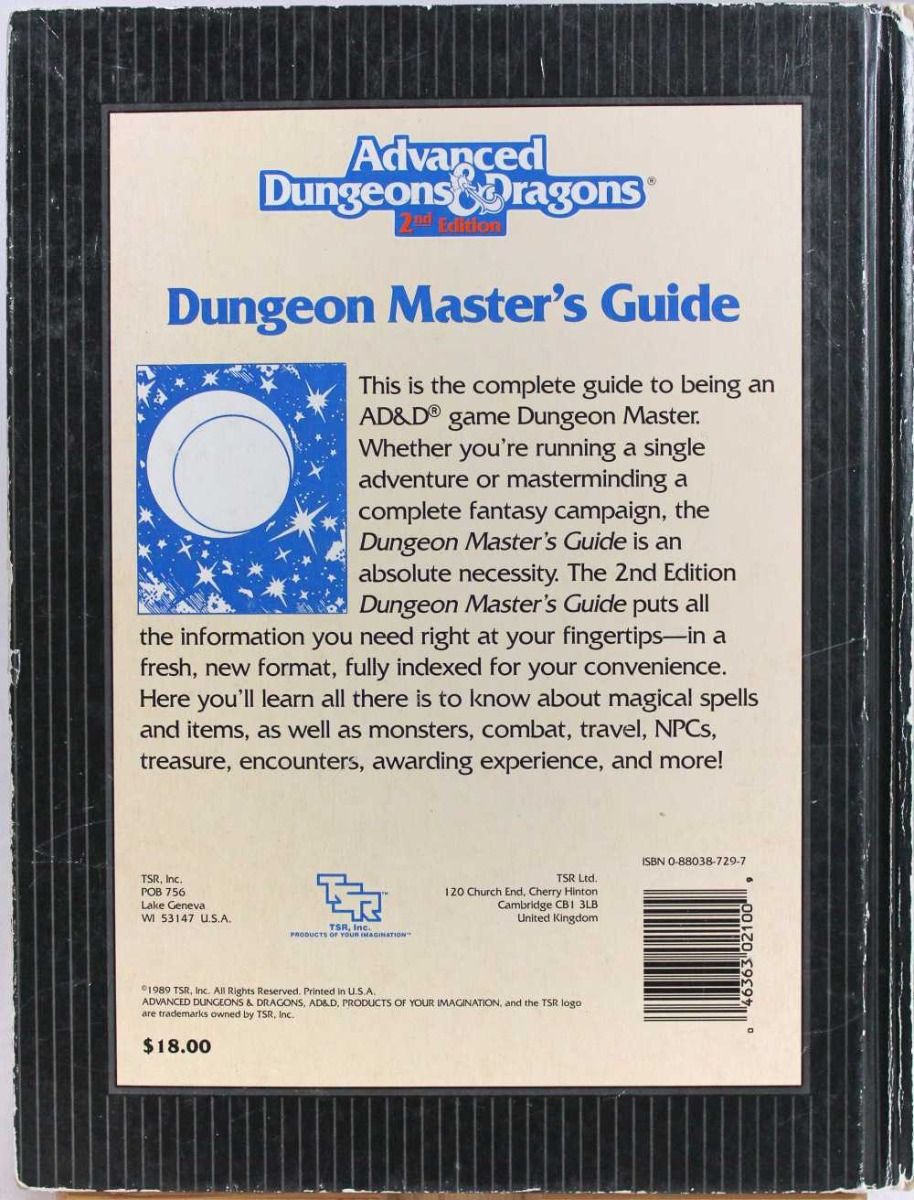 Advanced
Dungeons & Dragons®
2nd Edition
Dungeon Master's Guide
This is the complete guide to being an
AD&D® game Dungeon Master.
Whether you're running a single
adventure or masterminding a
complete fantasy campaign, the
Dungeon Master's Guide is an
absolute necessity. The 2nd Edition
Dungeon Master's Guide puts all
the information you need right at your fingertips—in a
fresh, new format, fully indexed for your convenience.
Here you'll learn all there is to know about magical spells
and items, as well as monsters, combat, travel, NPCs,
treasure, encounters, awarding experience, and more!
TSR, Inc.
POB 756
Lake Geneva
WI 53147 U.S.A.
TSR™
TSR, Inc.
PRODUCTS OF YOUR IMAGINATION™
TSR Ltd.
120 Church End, Cherry Hinton
Cambridge CB1 3LB
United Kingdom
ISBN 0-88038-729-7
0 46363 02100 9
©1989 TSR, Inc. All Rights Reserved. Printed in U.S.A.
ADVANCED DUNGEONS & DRAGONS, AD&D, PRODUCTS OF YOUR IMAGINATION, and the TSR logo
are trademarks owned by TSR, Inc.
$18.00